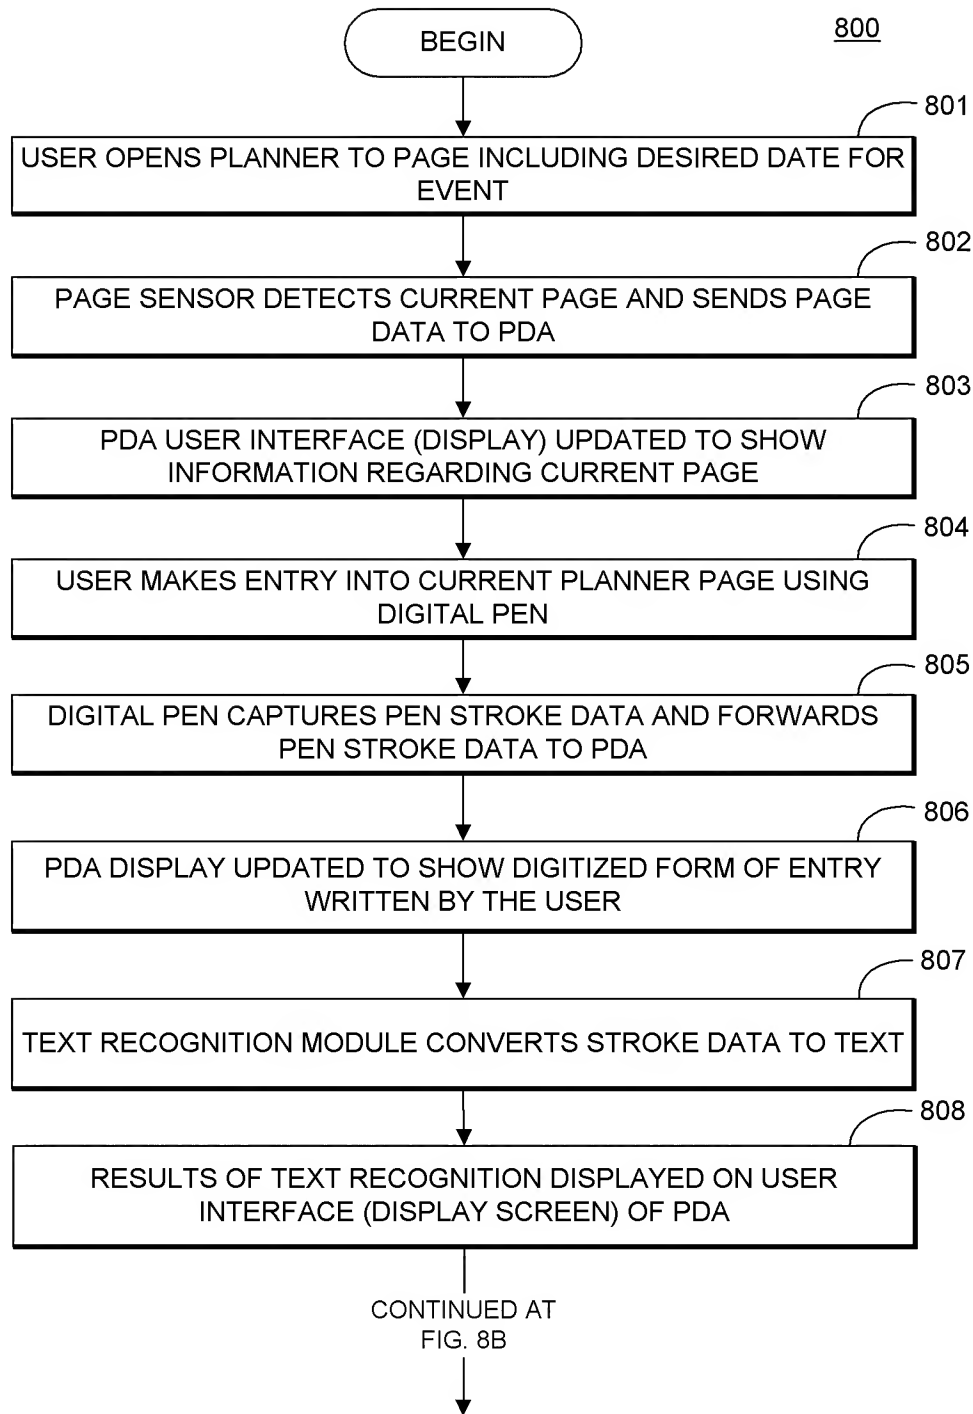 BEGIN
800
801
USER OPENS PLANNER TO PAGE INCLUDING DESIRED DATE FOR
EVENT
802
PAGE SENSOR DETECTS CURRENT PAGE AND SENDS PAGE
DATA TO PDA
803
PDA USER INTERFACE (DISPLAY) UPDATED TO SHOW
INFORMATION REGARDING CURRENT PAGE
804
USER MAKES ENTRY INTO CURRENT PLANNER PAGE USING
DIGITAL PEN
805
DIGITAL PEN CAPTURES PEN STROKE DATA AND FORWARDS
PEN STROKE DATA TO PDA
806
PDA DISPLAY UPDATED TO SHOW DIGITIZED FORM OF ENTRY
WRITTEN BY THE USER
807
TEXT RECOGNITION MODULE CONVERTS STROKE DATA TO TEXT
808
RESULTS OF TEXT RECOGNITION DISPLAYED ON USER
INTERFACE (DISPLAY SCREEN) OF PDA
CONTINUED AT
FIG. 8B